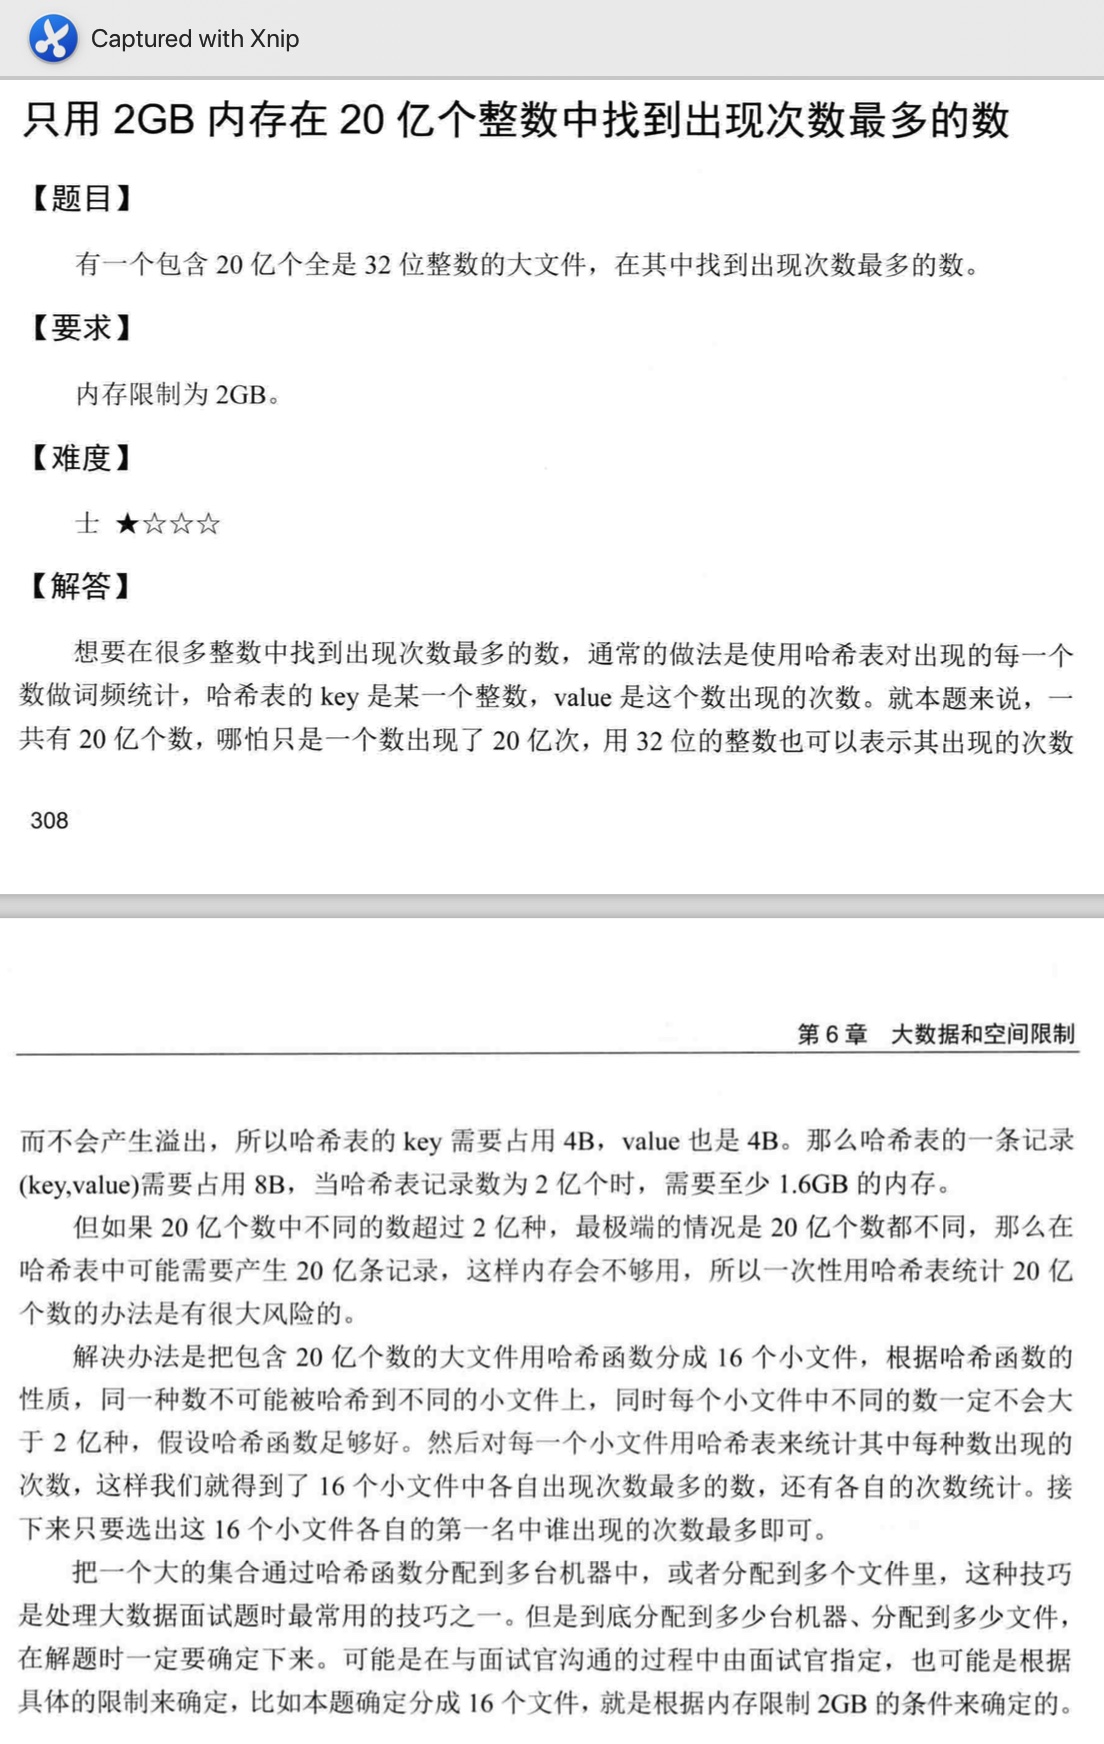 Captured with Xnip
只用 2GB 内存在 20 亿个整数中找到出现次数最多的数
【题目】
有一个包含 20 亿个全是 32 位整数的大文件，在其中找到出现次数最多的数。
【要求】
内存限制为 2GB。
【难度】
士 ★☆☆☆
【解答】
想要在很多整数中找到出现次数最多的数，通常的做法是使用哈希表对出现的每一个
数做词频统计，哈希表的 key 是某一个整数，value 是这个数出现的次数。就本题来说，一
共有 20 亿个数，哪怕只是一个数出现了 20 亿次，用 32 位的整数也可以表示其出现的次数
308
第 6 章 大数据和空间限制
而不会产生溢出，所以哈希表的 key 需要占用 4B，value 也是 4B。那么哈希表的一条记录
(key,value)需要占用 8B，当哈希表记录数为 2 亿个时，需要至少 1.6GB 的内存。
但如果 20 亿个数中不同的数超过 2 亿种，最极端的情况是 20 亿个数都不同，那么在
哈希表中可能需要产生 20 亿条记录，这样内存会不够用，所以一次性用哈希表统计 20 亿
个数的办法是有很大风险的。
解决办法是把包含 20 亿个数的大文件用哈希函数分成 16 个小文件，根据哈希函数的
性质，同一种数不可能被哈希到不同的小文件上，同时每个小文件中不同的数一定不会大
于 2 亿种，假设哈希函数足够好。然后对每一个小文件用哈希表来统计其中每种数出现的
次数，这样我们就得到了 16 个小文件中各自出现次数最多的数，还有各自的次数统计。接
下来只要选出这 16 个小文件各自的第一名中谁出现的次数最多即可。
把一个大的集合通过哈希函数分配到多台机器中，或者分配到多个文件里，这种技巧
是处理大数据面试题时最常用的技巧之一。但是到底分配到多少台机器、分配到多少文件，
在解题时一定要确定下来。可能是在与面试官沟通的过程中由面试官指定，也可能是根据
具体的限制来确定，比如本题确定分成 16 个文件，就是根据内存限制 2GB 的条件来确定的。